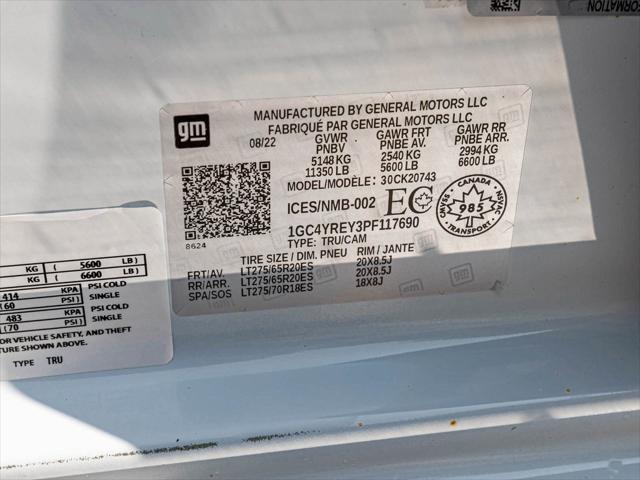 FORMATION
gm
MANUFACTURED BY GENERAL MOTORS LLC
FABRIQUÉ PAR GENERAL MOTORS LLC
08/22
GVWR GAWR FRT GAWR RR
PNBV PNBE AV. PNBE ARR.
5148 KG 2540 KG 2994 KG
11350 LB 5600 LB 6600 LB
MODEL/MODÈLE: 30CK20743
ICES/NMB-002 EC
985
CANADA
8624
1GC4YREY3PF117690
TYPE: TRU/CAM
TIRE SIZE / DIM. PNEU RIM / JANTE
FRT/AV. LT275/65R20ES 20X8.5J
RR/ARR. LT275/65R20ES 20X8.5J
SPA/SOS LT275/70R18ES 18X8J
KG ( 5600 LB)
KG ( 6600 LB)
414 KPA PSI COLD
(60 PSI) SINGLE
483 KPA PSI COLD
(70 PSI) SINGLE
OR VEHICLE SAFETY, AND THEFT
TURE SHOWN ABOVE.
TYPE TRU